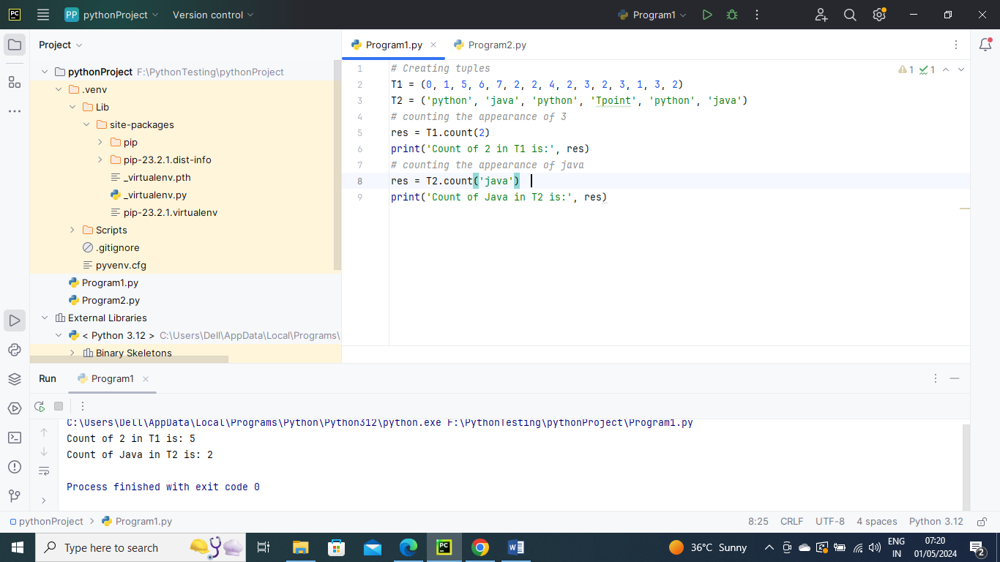 PC PP pythonProject Version control Program1
Project
pythonProject F:\PythonTesting\pythonProject
.venv
Lib
site-packages
pip
pip-23.2.1.dist-info
_virtualenv.pth
_virtualenv.py
pip-23.2.1.virtualenv
Scripts
.gitignore
pyvenv.cfg
Program1.py
Program2.py
External Libraries
< Python 3.12 > C:\Users\Dell\AppData\Local\Programs\
Binary Skeletons
Program1.py Program2.py
1 # Creating tuples
2 T1 = (0, 1, 5, 6, 7, 2, 2, 4, 2, 3, 2, 3, 1, 3, 2)
3 T2 = ('python', 'java', 'python', 'Tpoint', 'python', 'java')
4 # counting the appearance of 3
5 res = T1.count(2)
6 print('Count of 2 in T1 is:', res)
7 # counting the appearance of java
8 res = T2.count('java')
9 print('Count of Java in T2 is:', res)
1 1
Run Program1
C:\Users\Dell\AppData\Local\Programs\Python\Python312\python.exe F:\PythonTesting\pythonProject\Program1.py
Count of 2 in T1 is: 5
Count of Java in T2 is: 2
Process finished with exit code 0
pythonProject > Program1.py 8:25 CRLF UTF-8 4 spaces Python 3.12
Type here to search PC 36°C Sunny ENG IN 07:20 01/05/2024 2